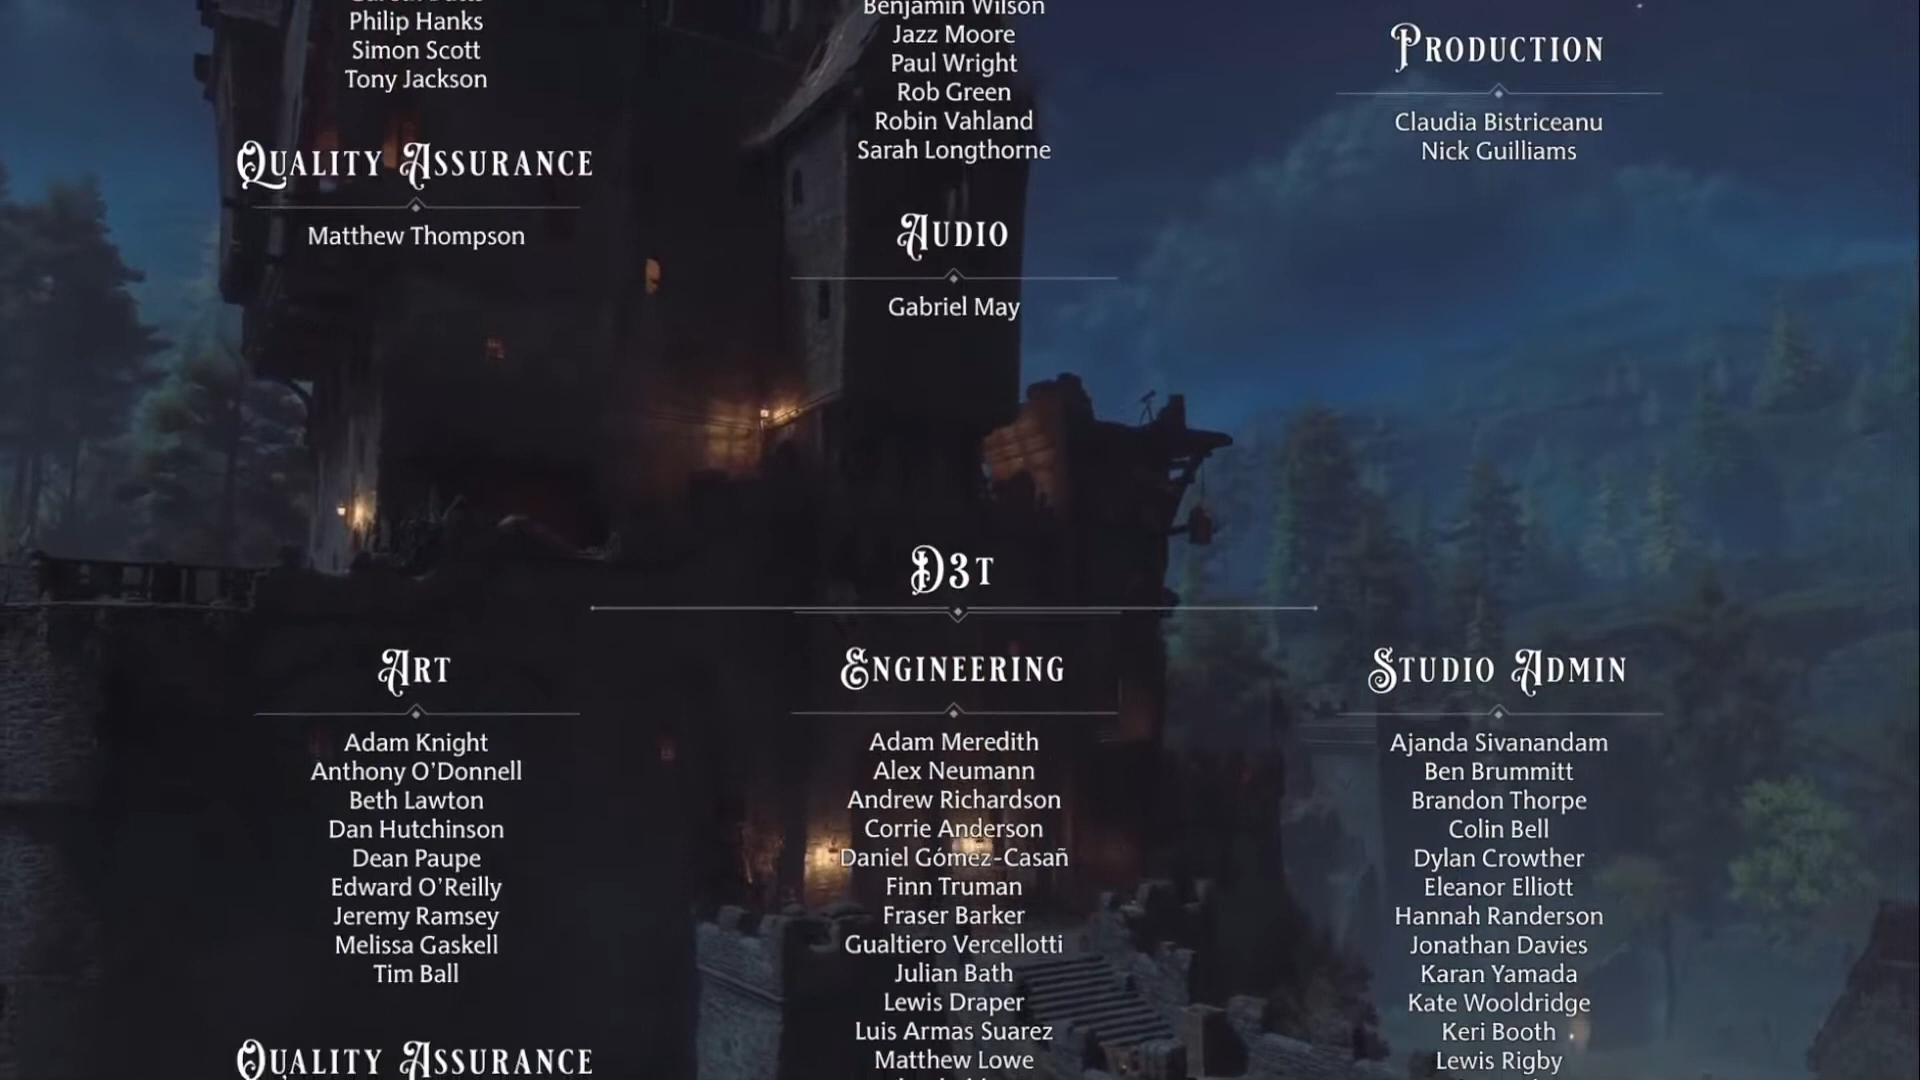 Philip Hanks
Simon Scott
Tony Jackson
QUALITY ASSURANCE
Matthew Thompson
Benjamin Wilson
Jazz Moore
Paul Wright
Rob Green
Robin Vahland
Sarah Longthorne
AUDIO
Gabriel May
PRODUCTION
Claudia Bistriceanu
Nick Guilliams
D3T
ART
Adam Knight
Anthony O’Donnell
Beth Lawton
Dan Hutchinson
Dean Paupe
Edward O’Reilly
Jeremy Ramsey
Melissa Gaskell
Tim Ball
QUALITY ASSURANCE
ENGINEERING
Adam Meredith
Alex Neumann
Andrew Richardson
Corrie Anderson
Daniel Gómez-Casañ
Finn Truman
Fraser Barker
Gualtiero Vercellotti
Julian Bath
Lewis Draper
Luis Armas Suarez
Matthew Lowe
STUDIO ADMIN
Ajanda Sivanandam
Ben Brummitt
Brandon Thorpe
Colin Bell
Dylan Crowther
Eleanor Elliott
Hannah Randerson
Jonathan Davies
Karan Yamada
Kate Wooldridge
Keri Booth
Lewis Rigby